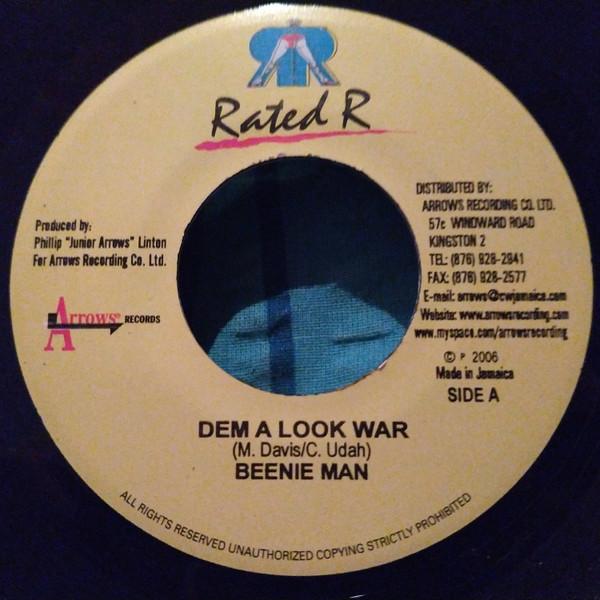 RR
Rated R
Produced by:
Phillip "Junior Arrows" Linton
For Arrows Recording Co. Ltd.
Arrows® RECORDS
DISTRIBUTED BY:
ARROWS RECORDING CO. LTD.
57c WINDWARD ROAD
KINGSTON 2
TEL: (876) 928-2941
FAX: (876) 928-2577
E-mail: arrows@cwjamaica.com
Website: www.arrowsrecording.com
www.myspace.com/arrowsrecording
© P 2006
Made in Jamaica
SIDE A
DEM A LOOK WAR
(M. Davis/C. Udah)
BEENIE MAN
ALL RIGHTS RESERVED UNAUTHORIZED COPYING STRICTLY PROHIBITED